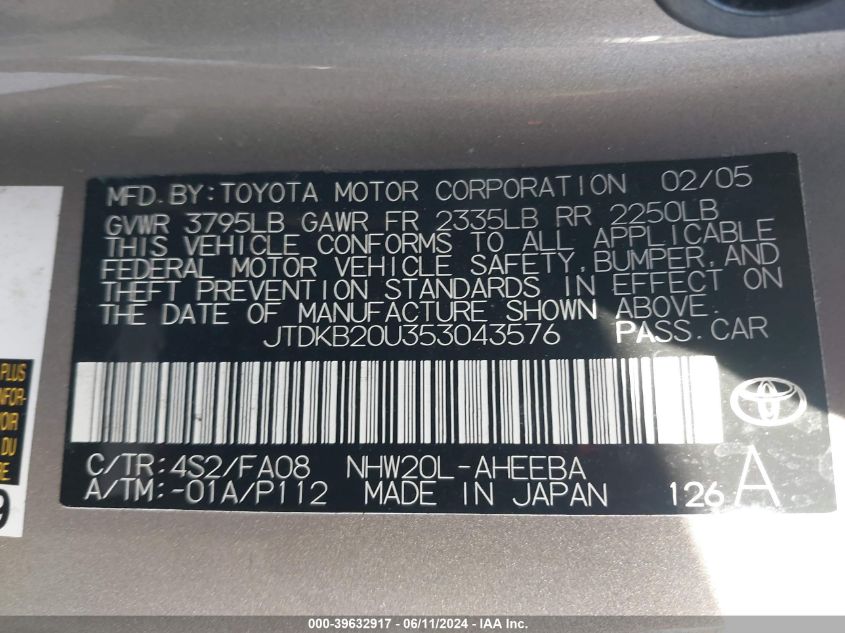 MFD.BY:TOYOTA MOTOR CORPORATION 02/05
GVWR 3795LB GAWR FR 2335LB RR 2250LB
THIS VEHICLE CONFORMS TO ALL APPLICABLE
FEDERAL MOTOR VEHICLE SAFETY,BUMPER,AND
THEFT PREVENTION STANDARDS IN EFFECT ON
THE DATE OF MANUFACTURE SHOWN ABOVE.
JTDKB20U353043576 PASS.CAR
C/TR:4S2/FA08 NHW20L-AHEEBA
A/TM:-01A/P112 MADE IN JAPAN 126 A
PLUS
DU
9
000-39632917 - 06/11/2024 - IAA Inc.